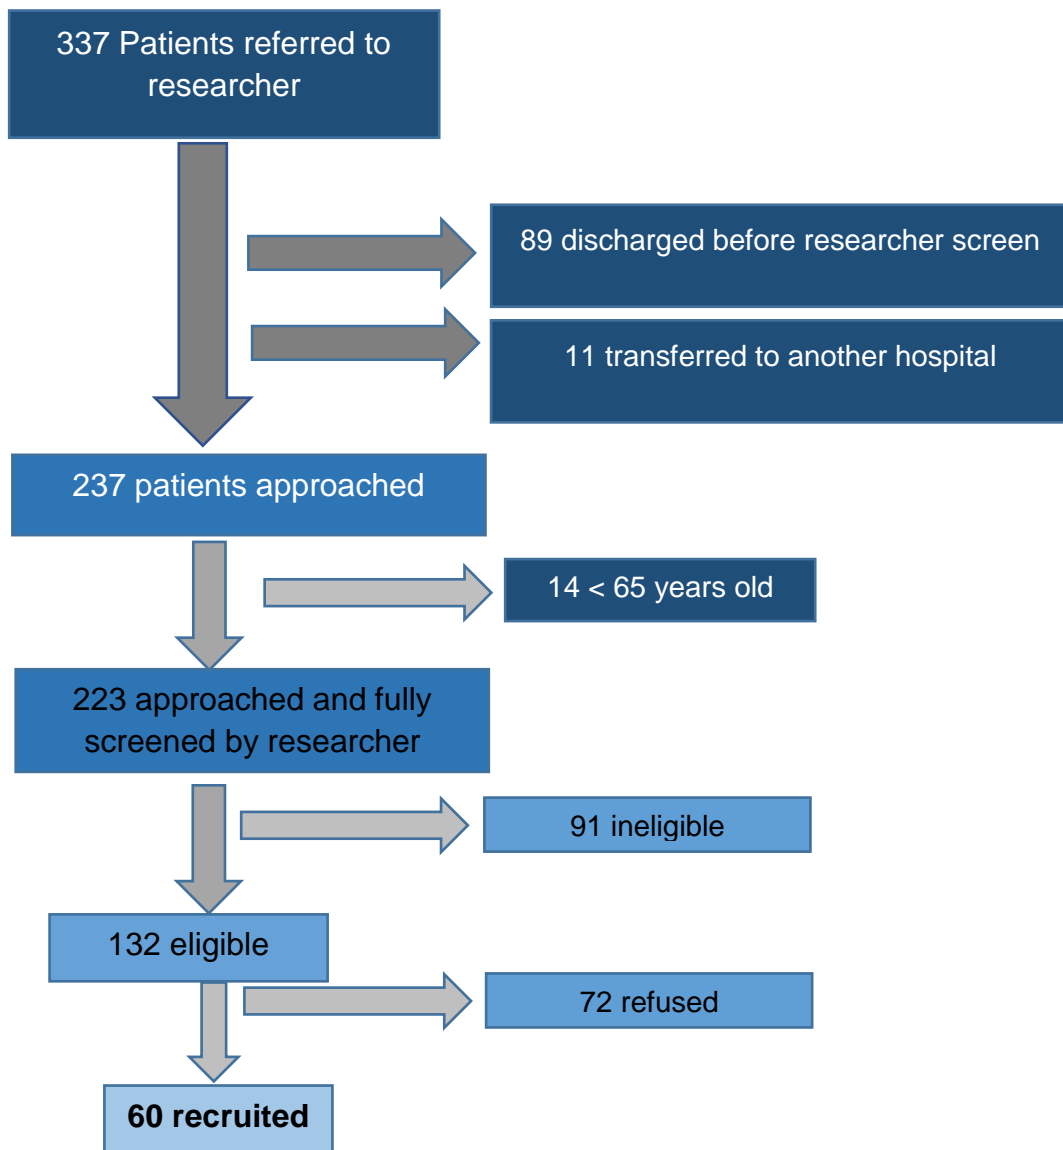 337 Patients referred to
researcher
89 discharged before researcher screen
11 transferred to another hospital
237 patients approached
14 < 65 years old
223 approached and fully
screened by researcher
91 ineligible
132 eligible
72 refused
60 recruited